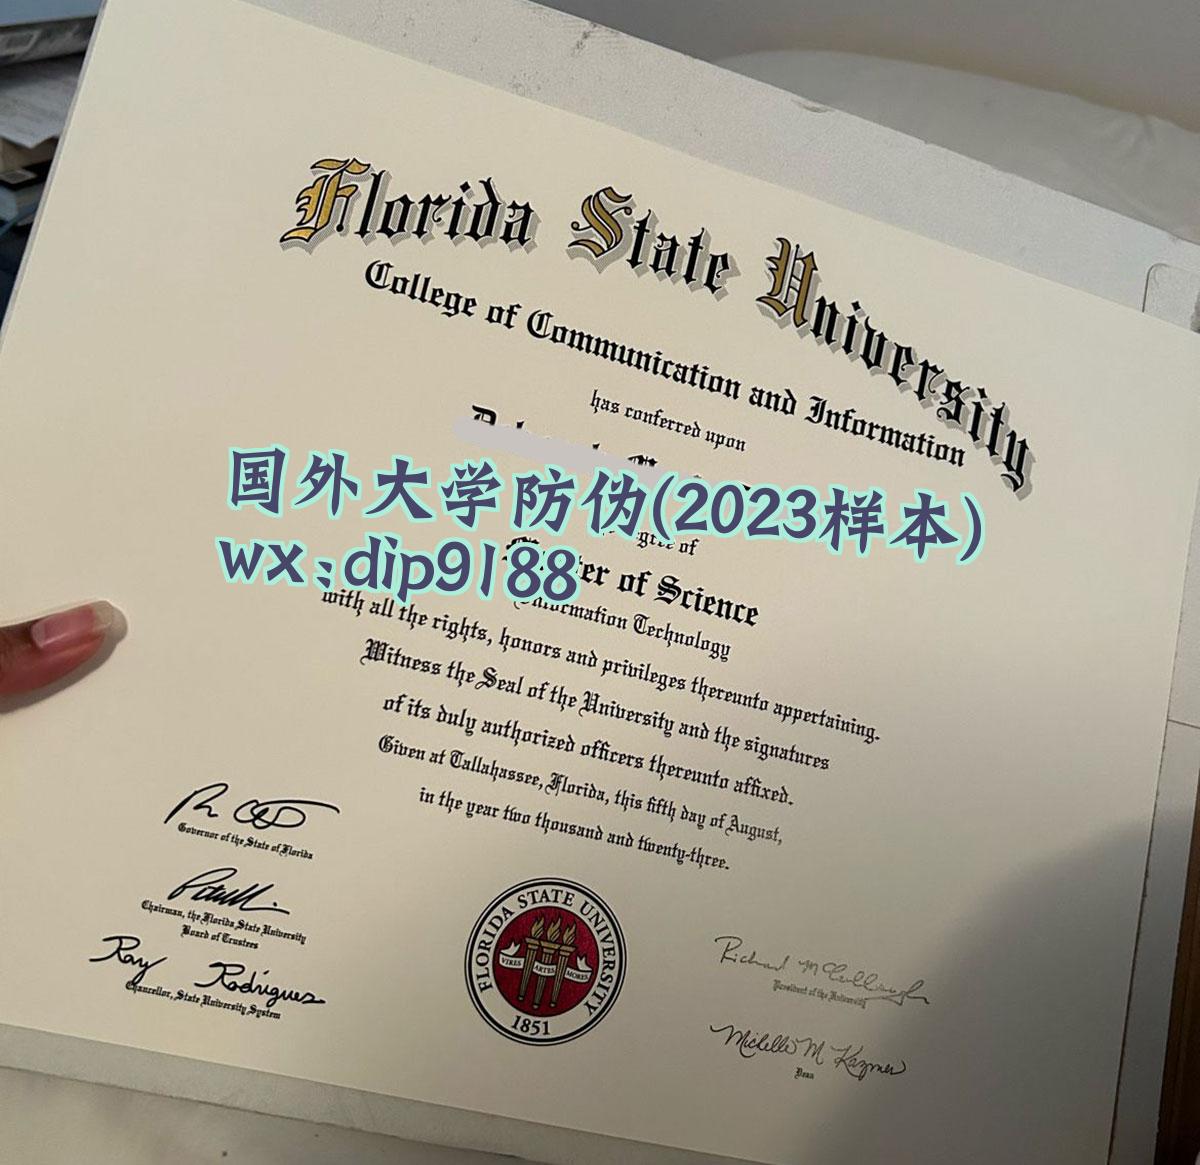 Florida State University
College of Communication and Information
has conferred upon
国外大学防伪(2023样本)
of
wx:dip9188
of Science
Technology
with all the rights, honors and privileges thereunto appertaining.
Witness the Seal of the University and the signatures
of its duly authorized officers thereunto affixed.
Given at Tallahassee, Florida, this fifth day of August,
in the year two thousand and twenty-three.
Governor of the State of Florida
Chairman, the Florida State University
Board of Trustees
Ray Rodrigues
Chancellor, State University System
FLORIDA STATE UNIVERSITY
VIRES ARTES MORES
1851
Richard McCullough
President of the University
Michelle M Kazmer
Dean